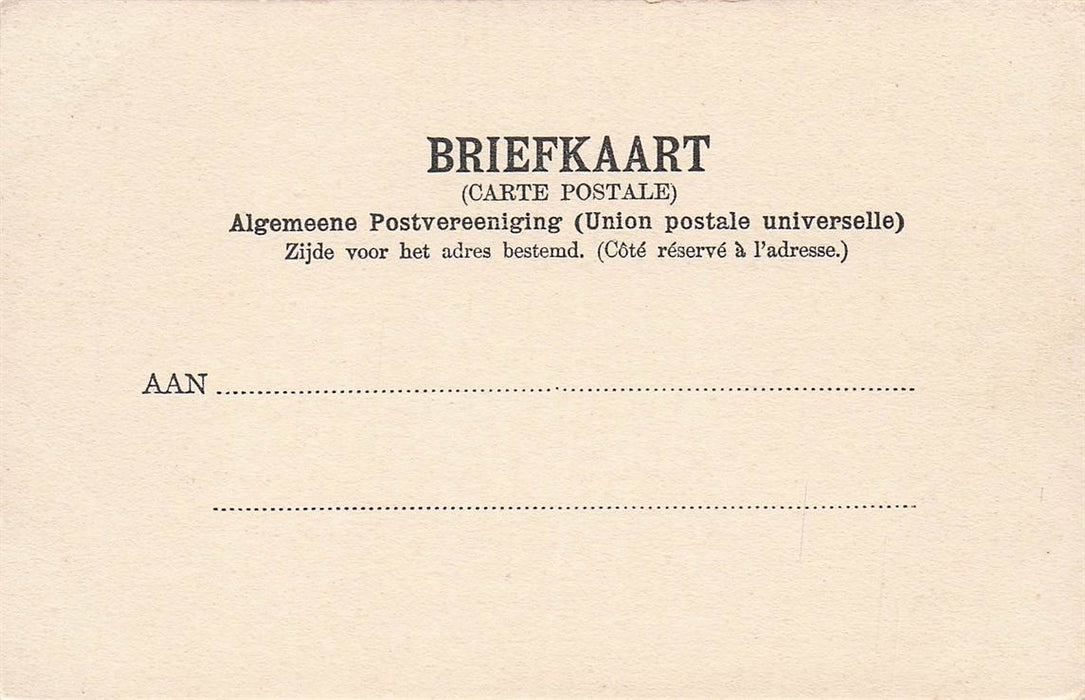 BRIEFKAART
(CARTE POSTALE)
Algemeene Postvereeniging (Union postale universelle)
Zijde voor het adres bestemd. (Côté réservé à l'adresse.)
AAN